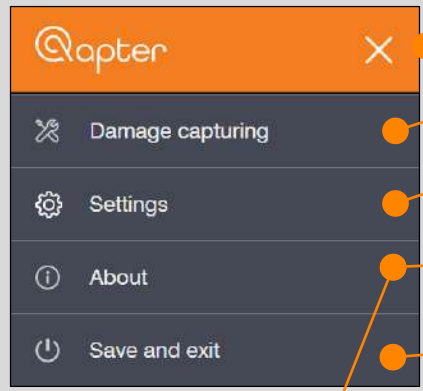 Qapter
Damage capturing
Settings
About
Save and exit